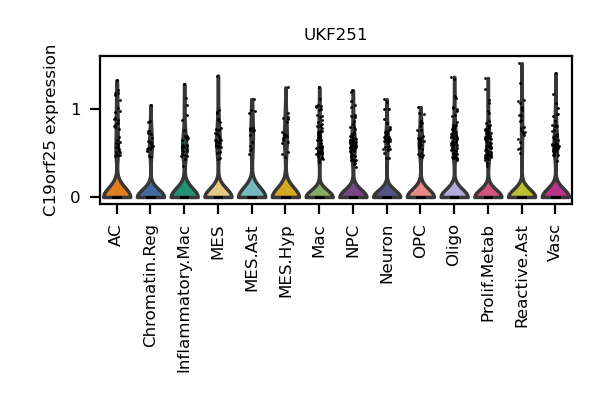 UKF251
C19orf25 expression
1
0
AC
Chromatin.Reg
Inflammatory.Mac
MES
MES.Ast
MES.Hyp
Mac
NPC
Neuron
OPC
Oligo
Prolif.Metab
Reactive.Ast
Vasc